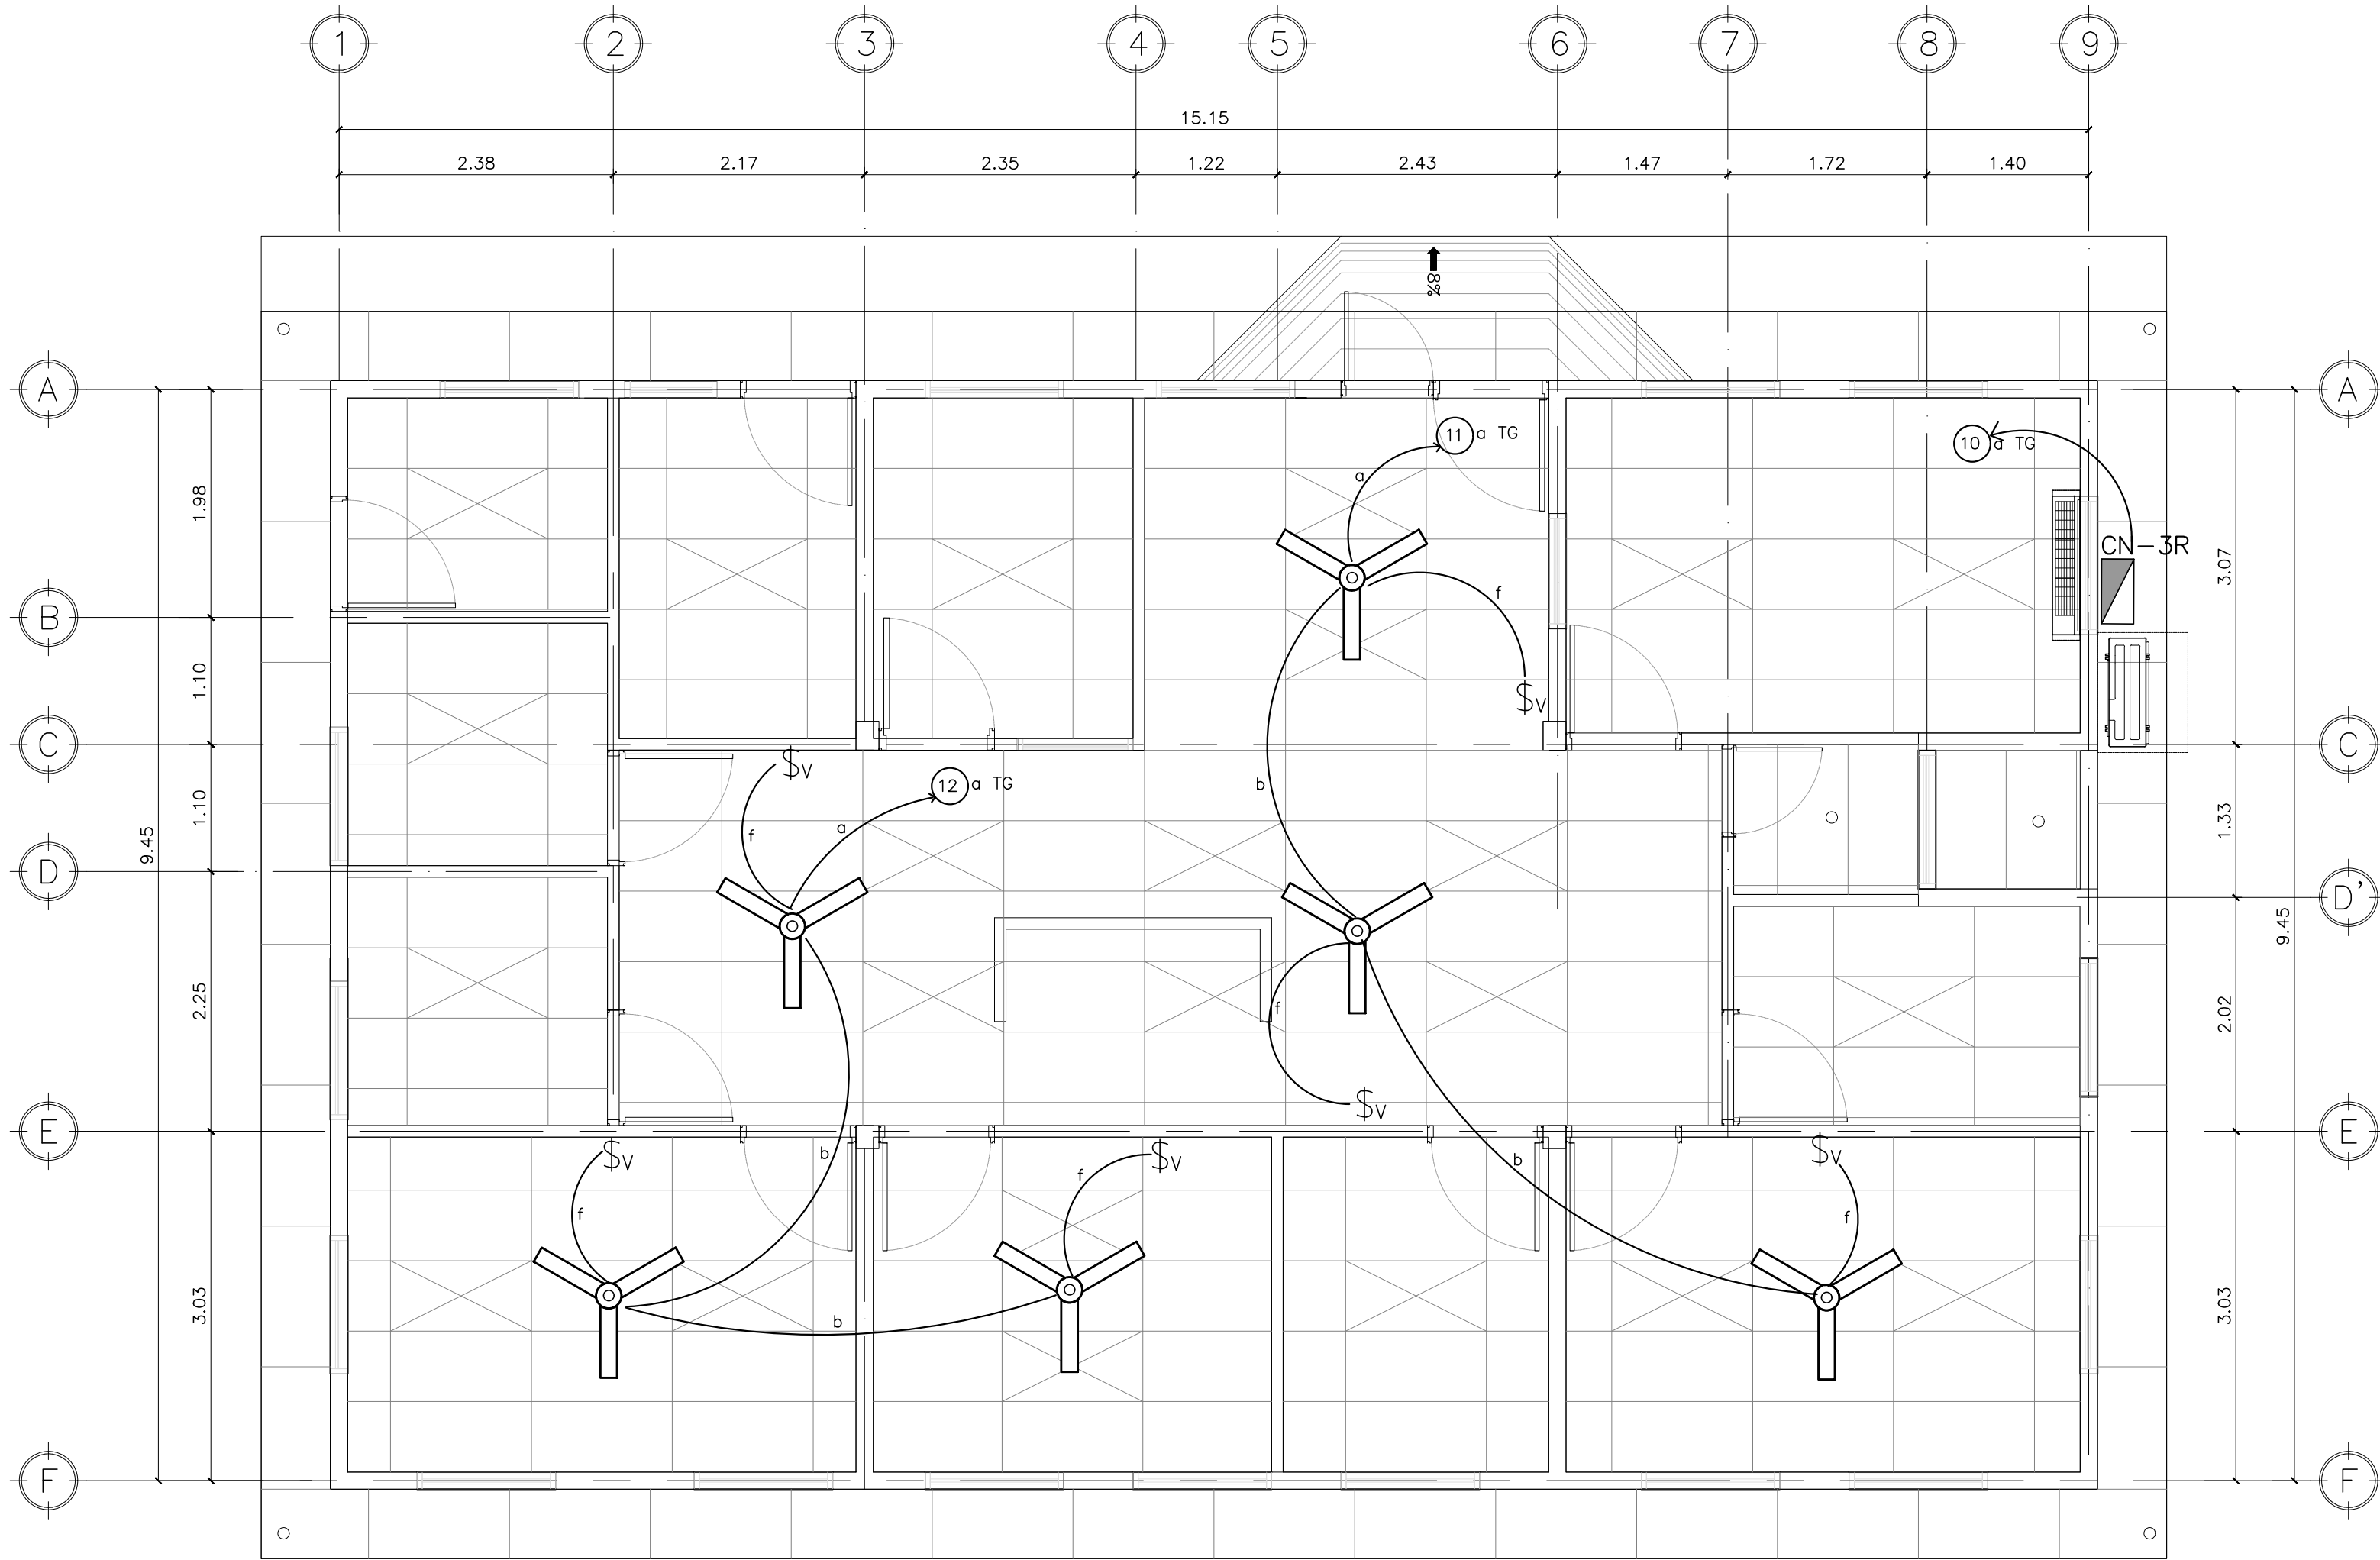 1 2 3 4 5 6 7 8 9
15.15
2.38 2.17 2.35 1.22 2.43 1.47 1.72 1.40
8%
A A
11 a TG
10 a TG
a
1.98
CN-3R
3.07
f
B
1.10
$V
C C
$V
12 a TG
b
1.10
f
a
1.33
9.45
D D'
9.45
2.25
f
2.02
$V
E E
$V
b
$V
b
$V
f
f
f
3.03
b
3.03
F F